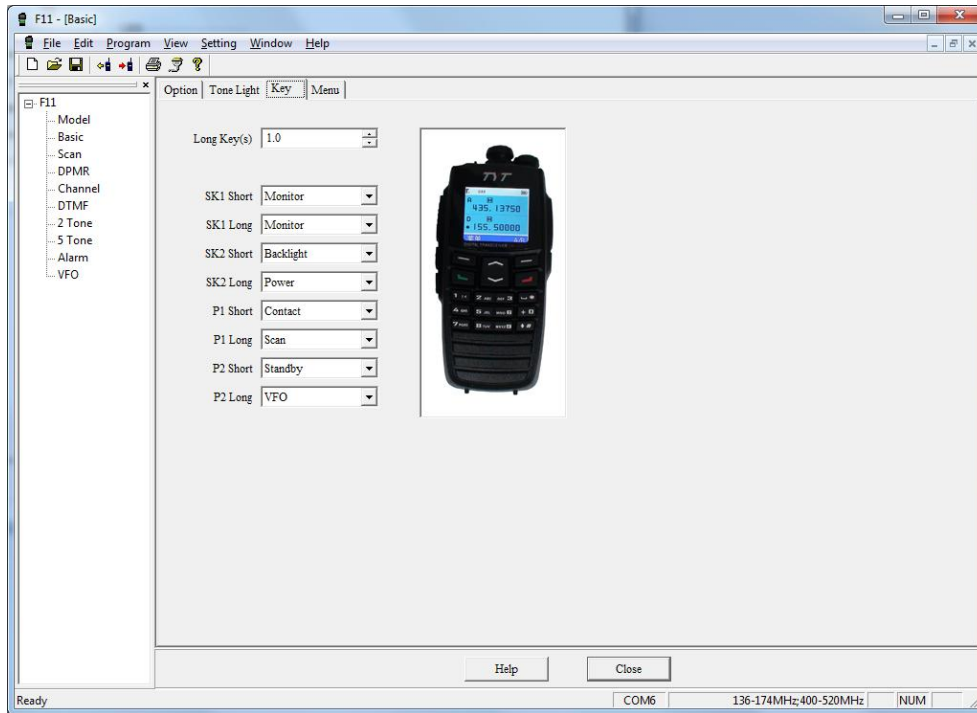 F11 - [Basic]
File Edit Program View Setting Window Help
F11
Model
Basic
Scan
DPMR
Channel
DTMF
2 Tone
5 Tone
Alarm
VFO
Option Tone Light Key Menu
Long Key(s) 1.0
SK1 Short Monitor
SK1 Long Monitor
SK2 Short Backlight
SK2 Long Power
P1 Short Contact
P1 Long Scan
P2 Short Standby
P2 Long VFO
TYT
A
435.13750
155.50000
Help Close
Ready COM6 136-174MHz;400-520MHz NUM